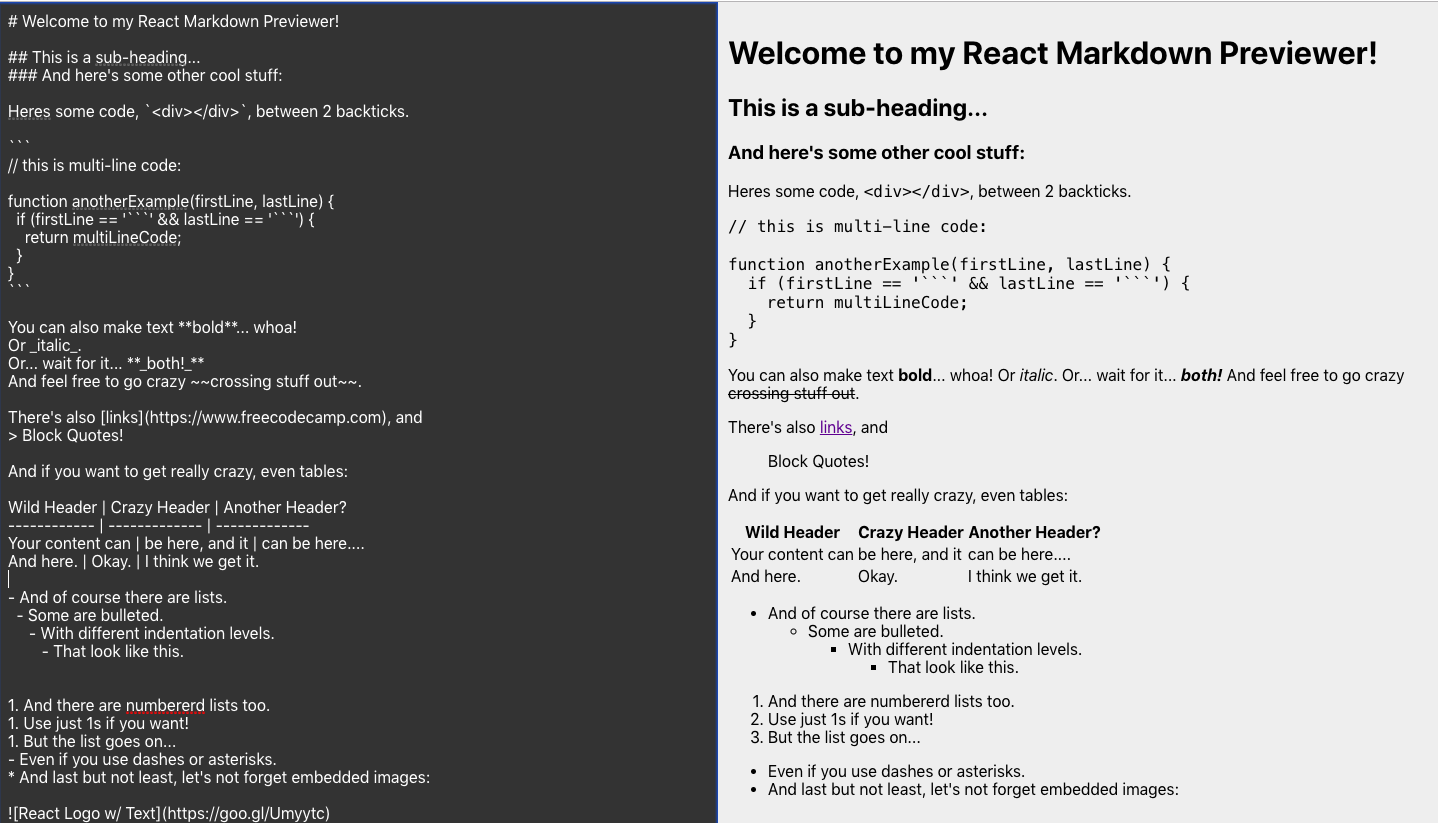 # Welcome to my React Markdown Previewer!
## This is a sub-heading...
### And here's some other cool stuff:
Heres some code, `<div></div>`, between 2 backticks.
```
// this is multi-line code:
function anotherExample(firstLine, lastLine) {
  if (firstLine == '```' && lastLine == '```') {
    return multiLineCode;
  }
}
```
You can also make text **bold**... whoa!
Or _italic_.
Or... wait for it... **_both!_**
And feel free to go crazy ~~crossing stuff out~~.
There's also [links](https://www.freecodecamp.com), and
> Block Quotes!
And if you want to get really crazy, even tables:
Wild Header | Crazy Header | Another Header?
------------ | ------------- | -------------
Your content can | be here, and it | can be here....
And here. | Okay. | I think we get it.
- And of course there are lists.
  - Some are bulleted.
     - With different indentation levels.
        - That look like this.
1. And there are numbererd lists too.
1. Use just 1s if you want!
1. But the list goes on...
- Even if you use dashes or asterisks.
* And last but not least, let's not forget embedded images:
![React Logo w/ Text](https://goo.gl/Umyytc)
Welcome to my React Markdown Previewer!
This is a sub-heading...
And here's some other cool stuff:
Heres some code, <div></div>, between 2 backticks.
// this is multi-line code:
function anotherExample(firstLine, lastLine) {
  if (firstLine == '```' && lastLine == '```') {
    return multiLineCode;
  }
}
You can also make text bold... whoa! Or italic. Or... wait for it... both! And feel free to go crazy
crossing stuff out.
There's also links, and
Block Quotes!
And if you want to get really crazy, even tables:
Wild Header Crazy Header Another Header?
Your content can be here, and it can be here....
And here. Okay. I think we get it.
• And of course there are lists.
◦ Some are bulleted.
▪ With different indentation levels.
▪ That look like this.
1. And there are numbererd lists too.
2. Use just 1s if you want!
3. But the list goes on...
• Even if you use dashes or asterisks.
• And last but not least, let's not forget embedded images: